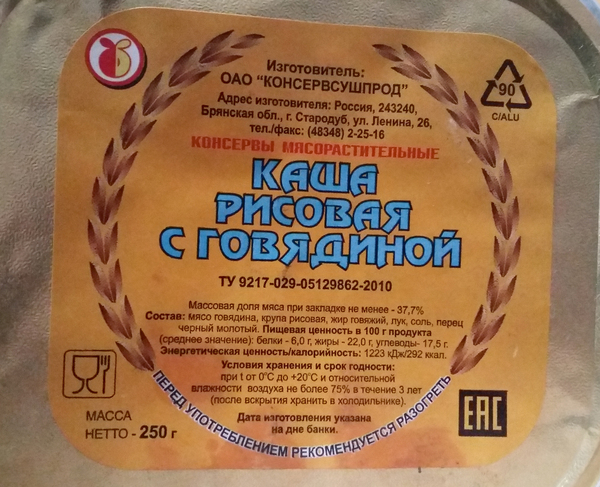 Изготовитель:
ОАО "КОНСЕРВСУШПРОД"
Адрес изготовителя: Россия, 243240,
Брянская обл., г. Стародуб, ул. Ленина, 26,
тел./факс: (48348) 2-25-16
90
C/ALU
КОНСЕРВЫ МЯСОРАСТИТЕЛЬНЫЕ
КАША
РИСОВАЯ
С ГОВЯДИНОЙ
ТУ 9217-029-05129862-2010
Массовая доля мяса при закладке не менее - 37,7%
Состав: мясо говядина, крупа рисовая, жир говяжий, лук, соль, перец
черный молотый. Пищевая ценность в 100 г продукта
(среднее значение): белки - 6,0 г, жиры - 22,0 г, углеводы- 17,5 г.
Энергетическая ценность/калорийность: 1223 кДж/292 ккал.
Условия хранения и срок годности:
при t от 0°С до +20°С и относительной
влажности воздуха не более 75% в течение 3 лет
(после вскрытия хранить в холодильнике).
Дата изготовления указана
на дне банки.
ПЕРЕД УПОТРЕБЛЕНИЕМ РЕКОМЕНДУЕТСЯ РАЗОГРЕТЬ
МАССА
НЕТТО - 250 г
EAC